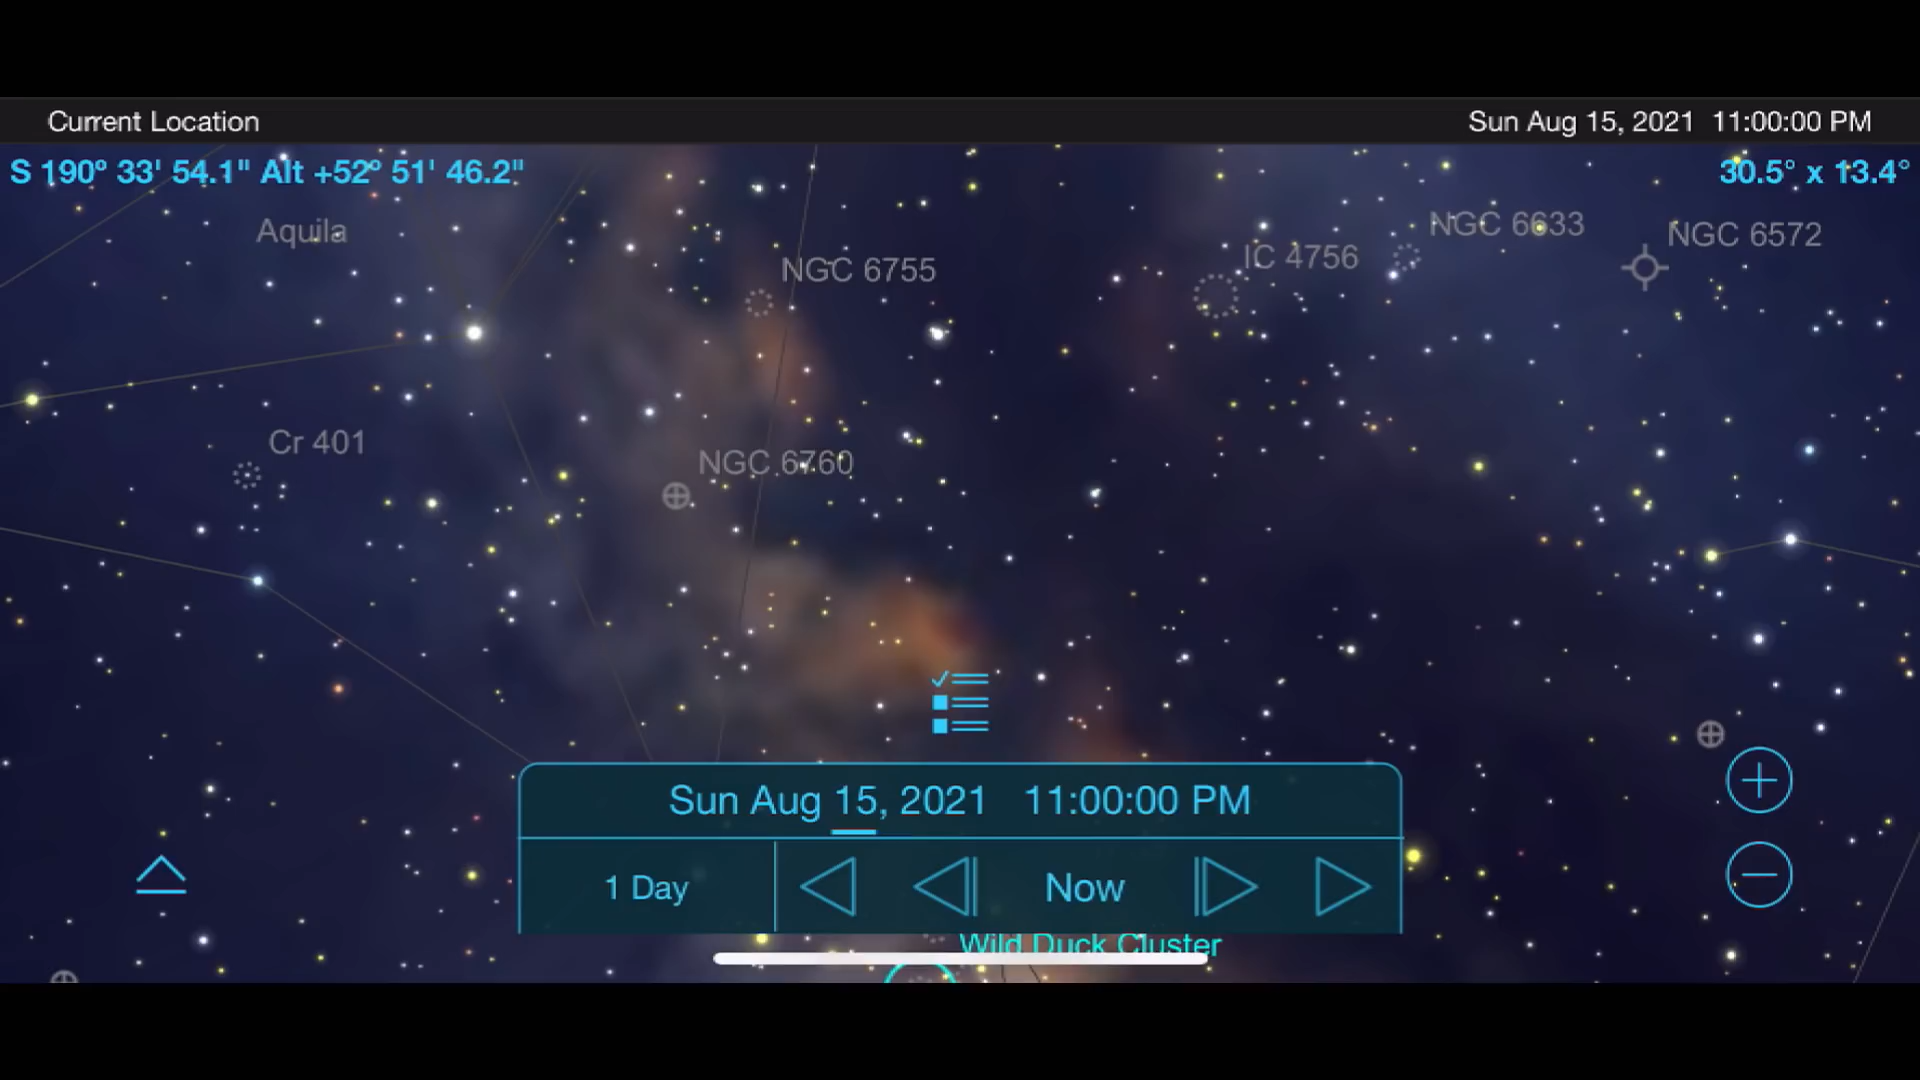 Current Location
Sun Aug 15, 2021 11:00:00 PM
S 190° 33' 54.1" Alt +52° 51' 46.2"
30.5° x 13.4°
Aquila
NGC 6633
NGC 6572
IC 4756
NGC 6755
Cr 401
NGC 6760
Sun Aug 15, 2021 11:00:00 PM
1 Day
Now
Wild Duck Cluster